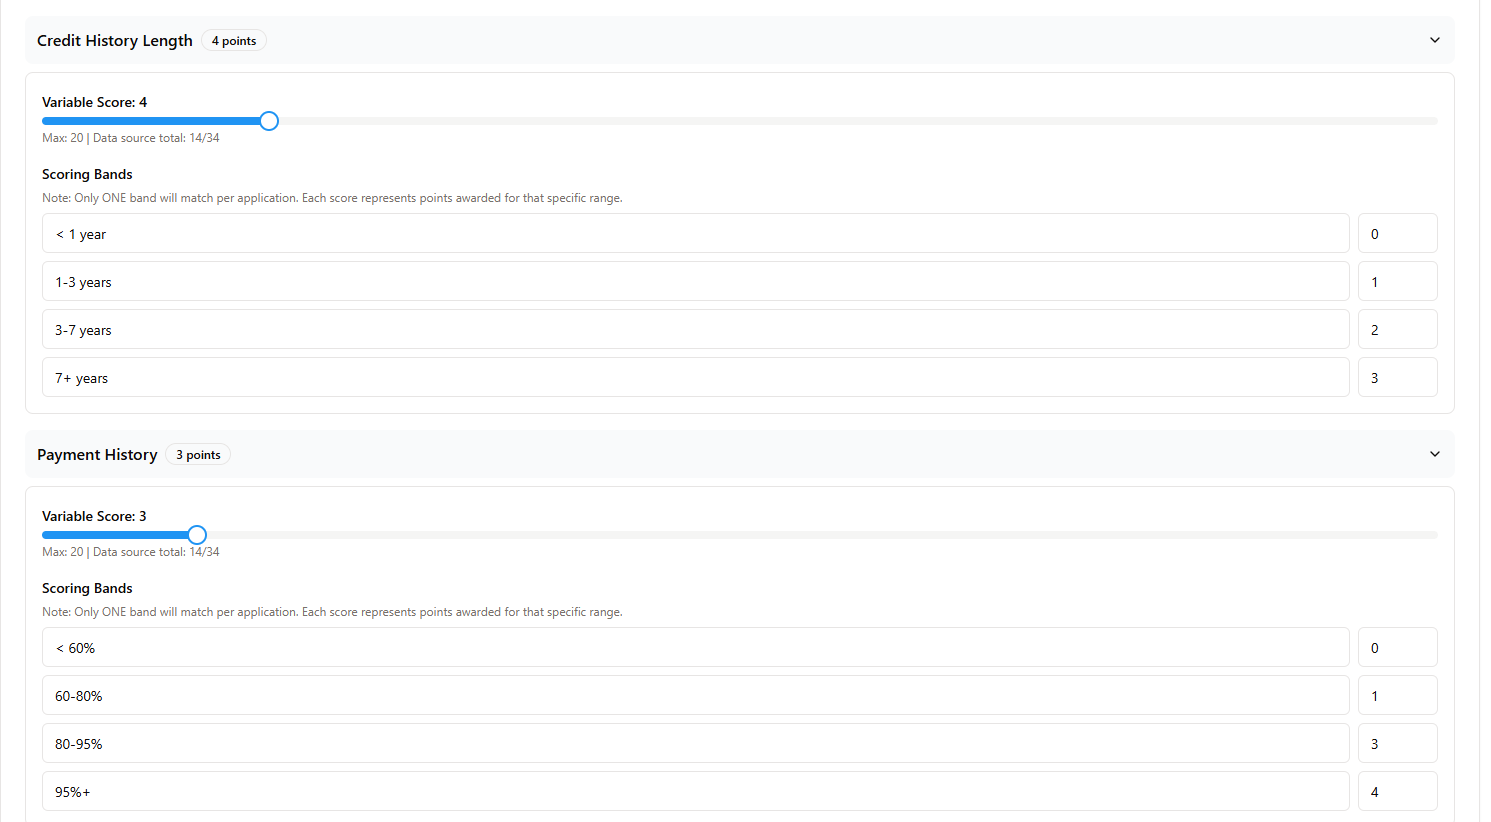 Credit History Length 4 points
Variable Score: 4
Max: 20 | Data source total: 14/34
Scoring Bands
Note: Only ONE band will match per application. Each score represents points awarded for that specific range.
< 1 year 0
1-3 years 1
3-7 years 2
7+ years 3
Payment History 3 points
Variable Score: 3
Max: 20 | Data source total: 14/34
Scoring Bands
Note: Only ONE band will match per application. Each score represents points awarded for that specific range.
< 60% 0
60-80% 1
80-95% 3
95%+ 4